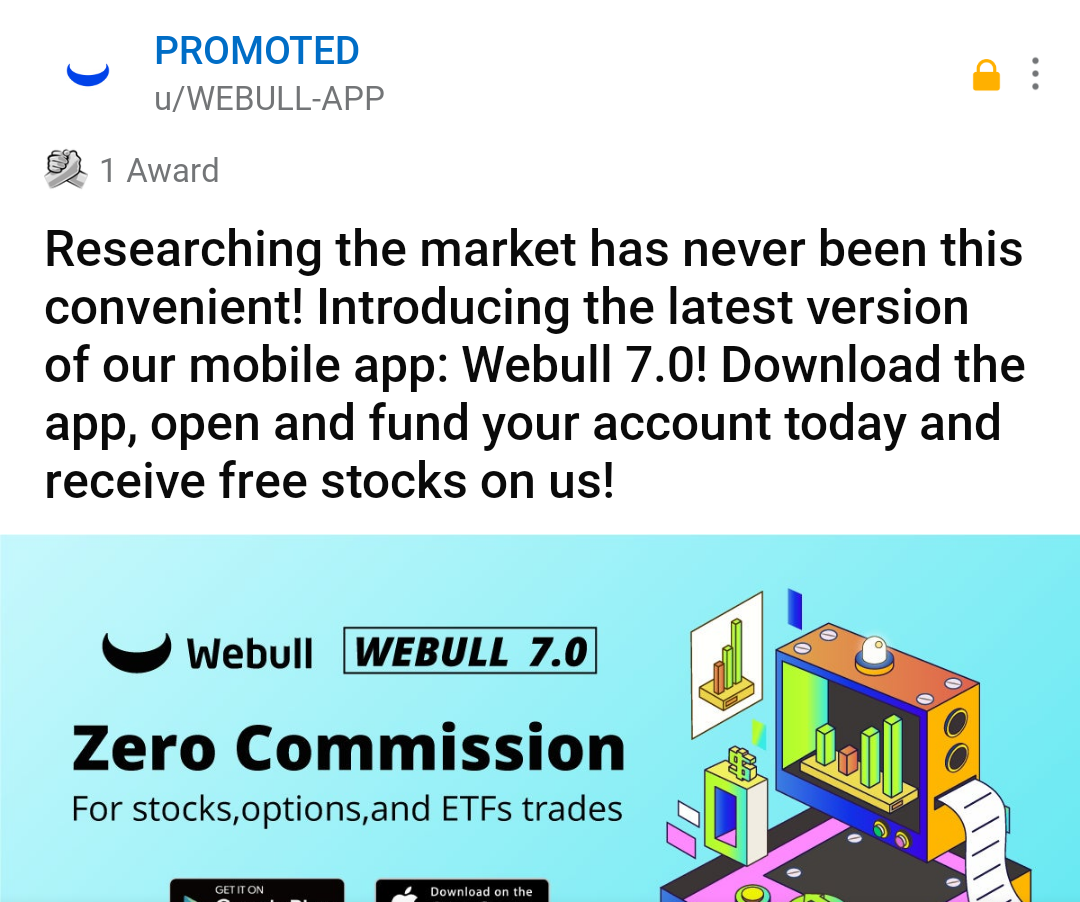 PROMOTED
u/WEBULL-APP
1 Award
Researching the market has never been this
convenient! Introducing the latest version
of our mobile app: Webull 7.0! Download the
app, open and fund your account today and
receive free stocks on us!
Webull
WEBULL 7.0
Zero Commission
For stocks,options,and ETFs trades
$
GET IT ON
Download on the